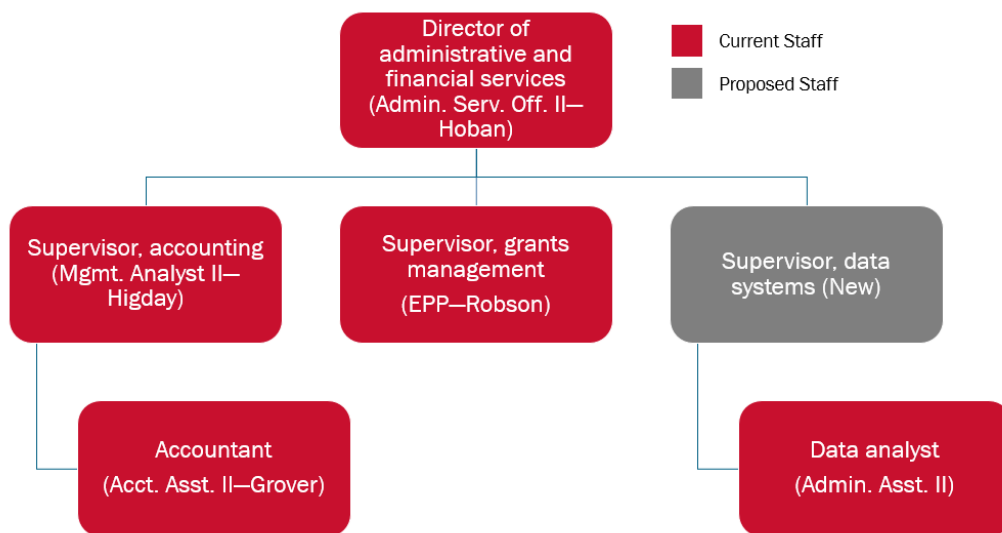 Director of
administrative and
financial services
(Admin. Serv. Off. II—
Hoban)
Current Staff
Proposed Staff
Supervisor, accounting
(Mgmt. Analyst II—
Higday)
Supervisor, grants
management
(EPP—Robson)
Supervisor, data
systems (New)
Accountant
(Acct. Asst. II—Grover)
Data analyst
(Admin. Asst. II)